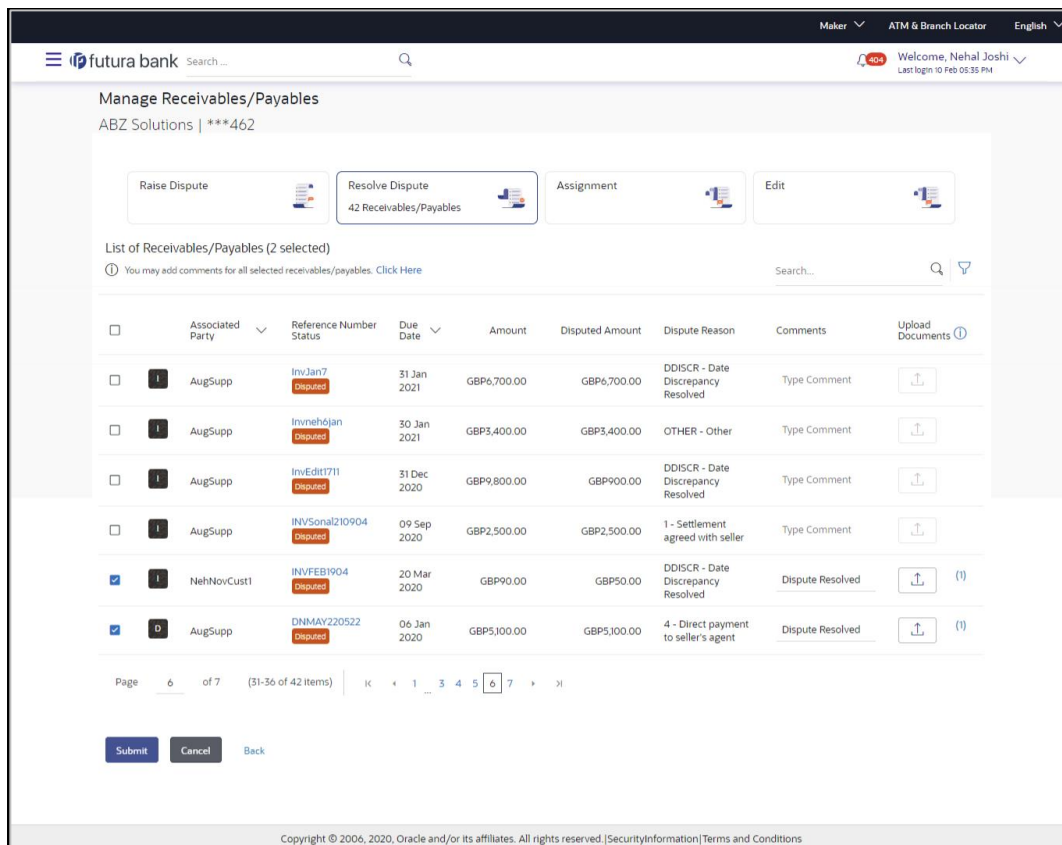 Maker ATM & Branch Locator English
futura bank Search ... 404 Welcome, Nehal Joshi
Last login 10 Feb 05:35 PM
Manage Receivables/Payables
ABZ Solutions | ***462
Raise Dispute Resolve Dispute Assignment Edit
42 Receivables/Payables
List of Receivables/Payables (2 selected)
You may add comments for all selected receivables/payables. Click Here Search...
Associated Party Reference Number Status Due Date Amount Disputed Amount Dispute Reason Comments Upload Documents
I AugSupp InvJan7 Disputed 31 Jan 2021 GBP6,700.00 GBP6,700.00 DDISCR - Date Discrepancy Resolved Type Comment
I AugSupp Invneh6jan Disputed 30 Jan 2021 GBP3,400.00 GBP3,400.00 OTHER - Other Type Comment
I AugSupp InvEdit1711 Disputed 31 Dec 2020 GBP9,800.00 GBP900.00 DDISCR - Date Discrepancy Resolved Type Comment
I AugSupp INVSonal210904 Disputed 09 Sep 2020 GBP2,500.00 GBP2,500.00 1 - Settlement agreed with seller Type Comment
I NehNovCust1 INVFEB1904 Disputed 20 Mar 2020 GBP90.00 GBP50.00 DDISCR - Date Discrepancy Resolved Dispute Resolved (1)
D AugSupp DNMAY220522 Disputed 06 Jan 2020 GBP5,100.00 GBP5,100.00 4 - Direct payment to seller's agent Dispute Resolved (1)
Page 6 of 7 (31-36 of 42 items) 1 ... 3 4 5 6 7
Submit Cancel Back
Copyright © 2006, 2020, Oracle and/or its affiliates. All rights reserved.|SecurityInformation|Terms and Conditions